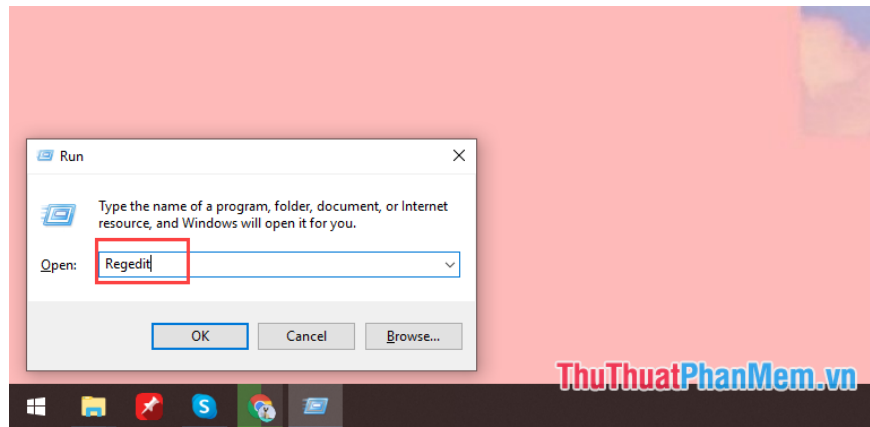 Run
Type the name of a program, folder, document, or Internet
resource, and Windows will open it for you.
Open: Regedit
OK Cancel Browse...
ThuThuatPhanMem.vn
S